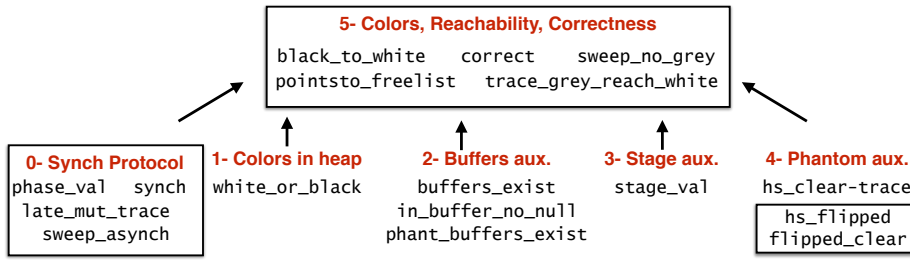 5- Colors, Reachability, Correctness
black_to_white correct sweep_no_grey
pointsto_freelist trace_grey_reach_white
0- Synch Protocol
phase_val synch
late_mut_trace
sweep_asynch
1- Colors in heap
white_or_black
2- Buffers aux.
buffers_exist
in_buffer_no_null
phant_buffers_exist
3- Stage aux.
stage_val
4- Phantom aux.
hs_clear-trace
hs_flipped
flipped_clear